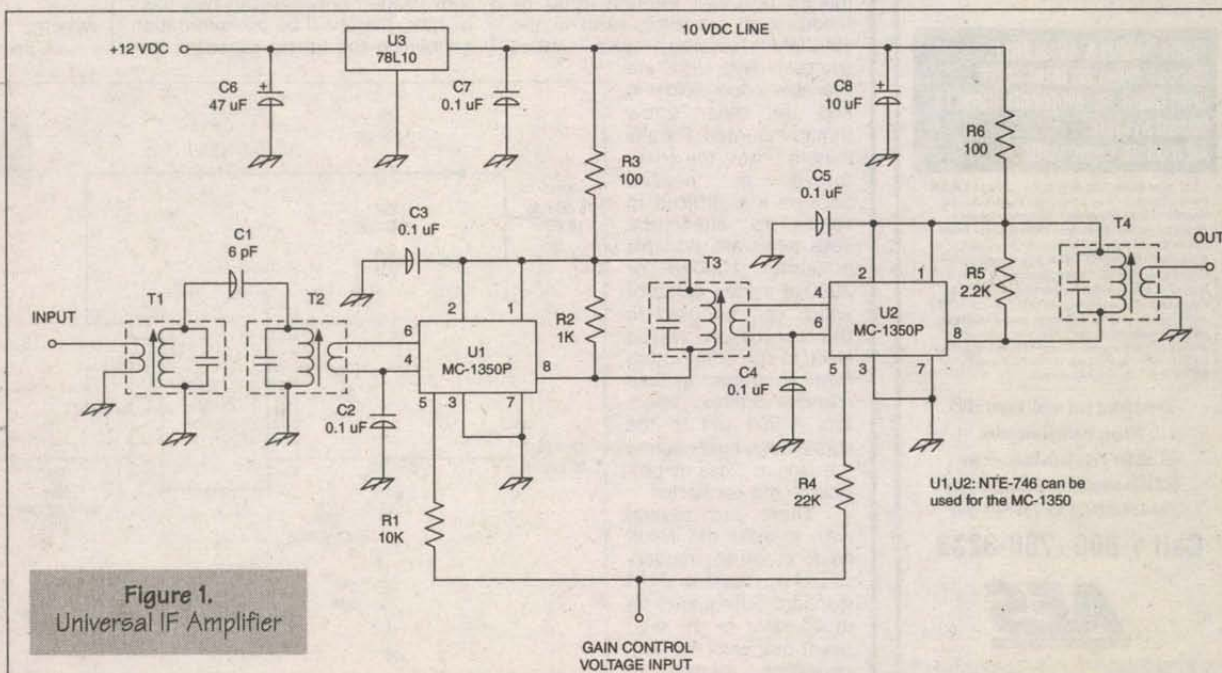 +12 VDC
U3
78L10
10 VDC LINE
C6
47 uF
C7
0.1 uF
C8
10 uF
R6
100
R3
100
C5
0.1 uF
C3
0.1 uF
C1
6 pF
T1
T2
T3
T4
OUT
INPUT
2
1
6
4
U1
MC-1350P
8
5
3
7
R2
1K
2
1
4
6
U2
MC-1350P
8
5
3
7
R5
2.2K
C4
0.1 uF
C2
0.1 uF
R1
10K
R4
22K
U1,U2: NTE-746 can be
used for the MC-1350
Figure 1.
Universal IF Amplifier
GAIN CONTROL
VOLTAGE INPUT